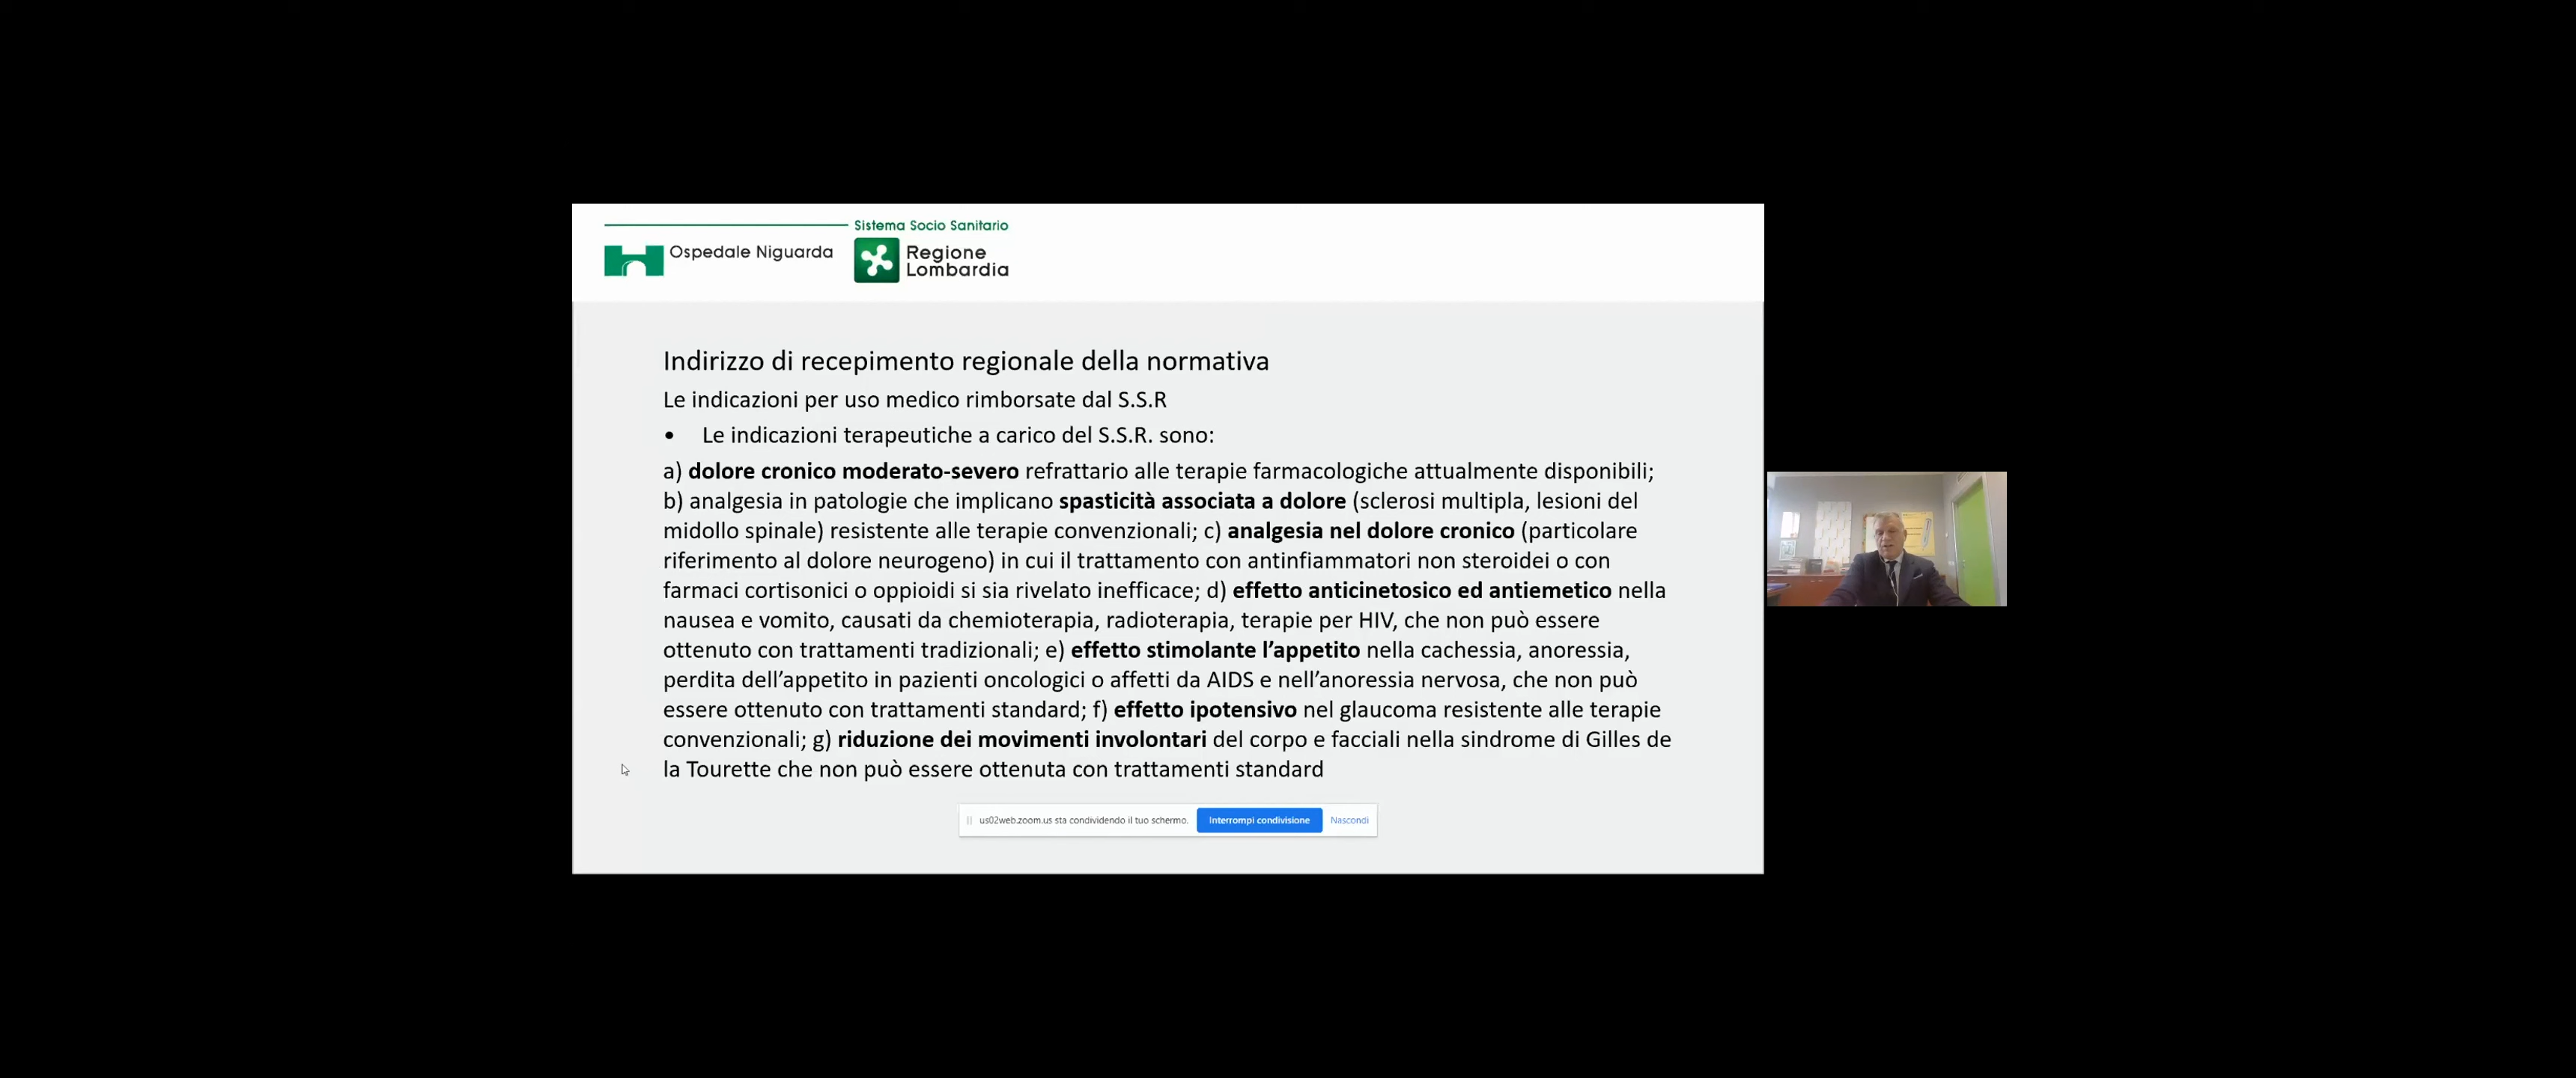 Sistema Socio Sanitario
Ospedale Niguarda
Regione
Lombardia
Indirizzo di recepimento regionale della normativa
Le indicazioni per uso medico rimborsate dal S.S.R
• Le indicazioni terapeutiche a carico del S.S.R. sono:
a) dolore cronico moderato-severo refrattario alle terapie farmacologiche attualmente disponibili;
b) analgesia in patologie che implicano spasticità associata a dolore (sclerosi multipla, lesioni del
midollo spinale) resistente alle terapie convenzionali; c) analgesia nel dolore cronico (particolare
riferimento al dolore neurogeno) in cui il trattamento con antinfiammatori non steroidei o con
farmaci cortisonici o oppioidi si sia rivelato inefficace; d) effetto anticinetosico ed antiemetico nella
nausea e vomito, causati da chemioterapia, radioterapia, terapie per HIV, che non può essere
ottenuto con trattamenti tradizionali; e) effetto stimolante l’appetito nella cachessia, anoressia,
perdita dell’appetito in pazienti oncologici o affetti da AIDS e nell’anoressia nervosa, che non può
essere ottenuto con trattamenti standard; f) effetto ipotensivo nel glaucoma resistente alle terapie
convenzionali; g) riduzione dei movimenti involontari del corpo e facciali nella sindrome di Gilles de
la Tourette che non può essere ottenuta con trattamenti standard
us02web.zoom.us sta condividendo il tuo schermo.
Interrompi condivisione
Nascondi